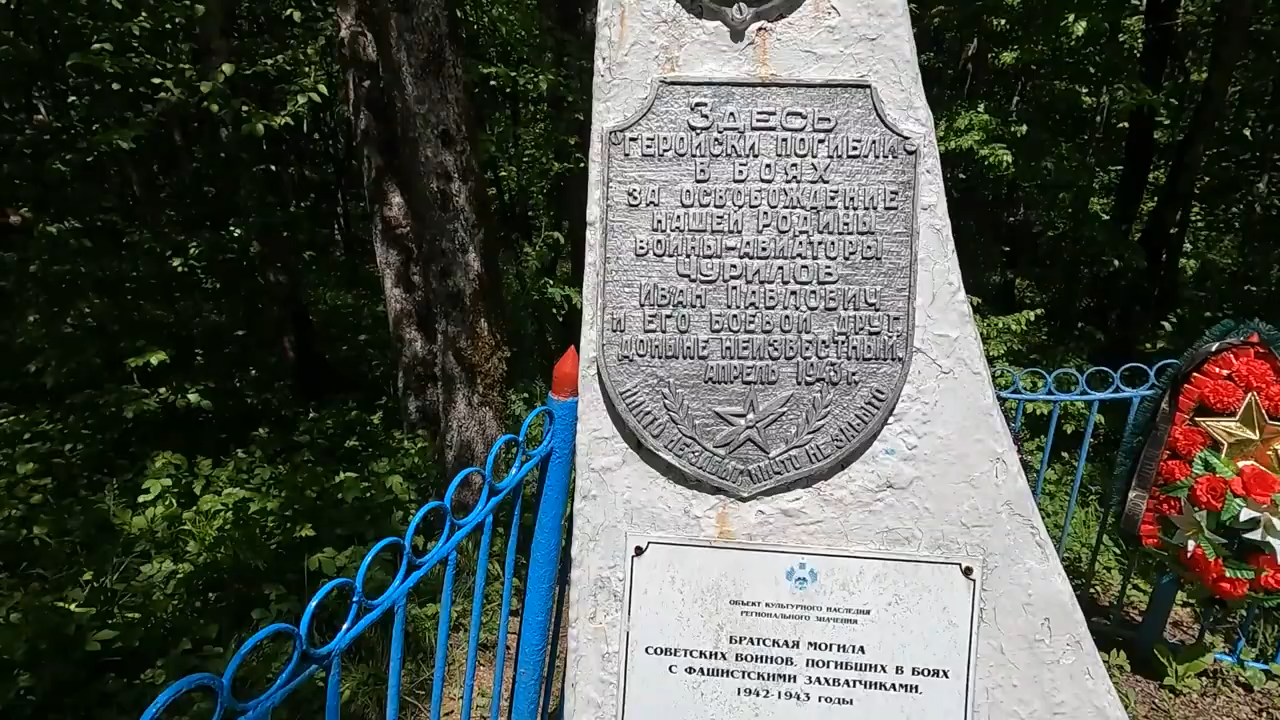 ЗДЕСЬ
ГЕРОЙСКИ ПОГИБЛИ
В БОЯХ
ЗА ОСВОБОЖДЕНИЕ
НАШЕЙ РОДИНЫ
ВОИНЫ-АВИАТОРЫ
ЧУРИЛОВ
ИВАН ПАВЛОВИЧ
И ЕГО БОЕВОЙ ДРУГ,
ДОНЫНЕ НЕИЗВЕСТНЫЙ.
АПРЕЛЬ 1943 г.
НИКТО НЕ ЗАБЫТ, НИЧТО НЕ ЗАБЫТО
ОБЪЕКТ КУЛЬТУРНОГО НАСЛЕДИЯ
РЕГИОНАЛЬНОГО ЗНАЧЕНИЯ
БРАТСКАЯ МОГИЛА
СОВЕТСКИХ ВОИНОВ, ПОГИБШИХ В БОЯХ
С ФАШИСТСКИМИ ЗАХВАТЧИКАМИ,
1942-1943 ГОДЫ